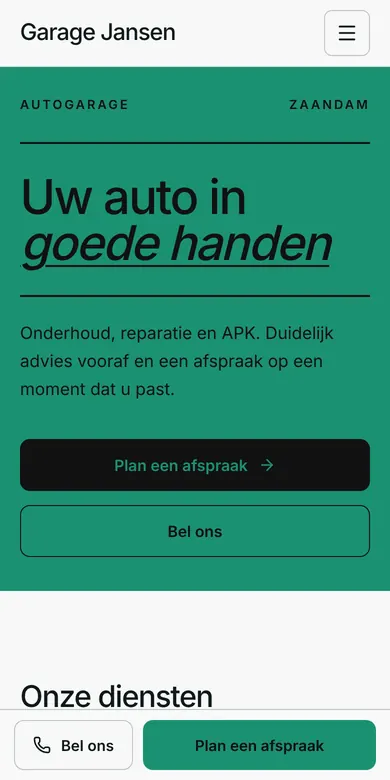 Garage Jansen
AUTOGARAGE ZAANDAM
Uw auto in
goede handen
Onderhoud, reparatie en APK. Duidelijk
advies vooraf en een afspraak op een
moment dat u past.
Plan een afspraak →
Bel ons
Onze diensten
Bel ons Plan een afspraak